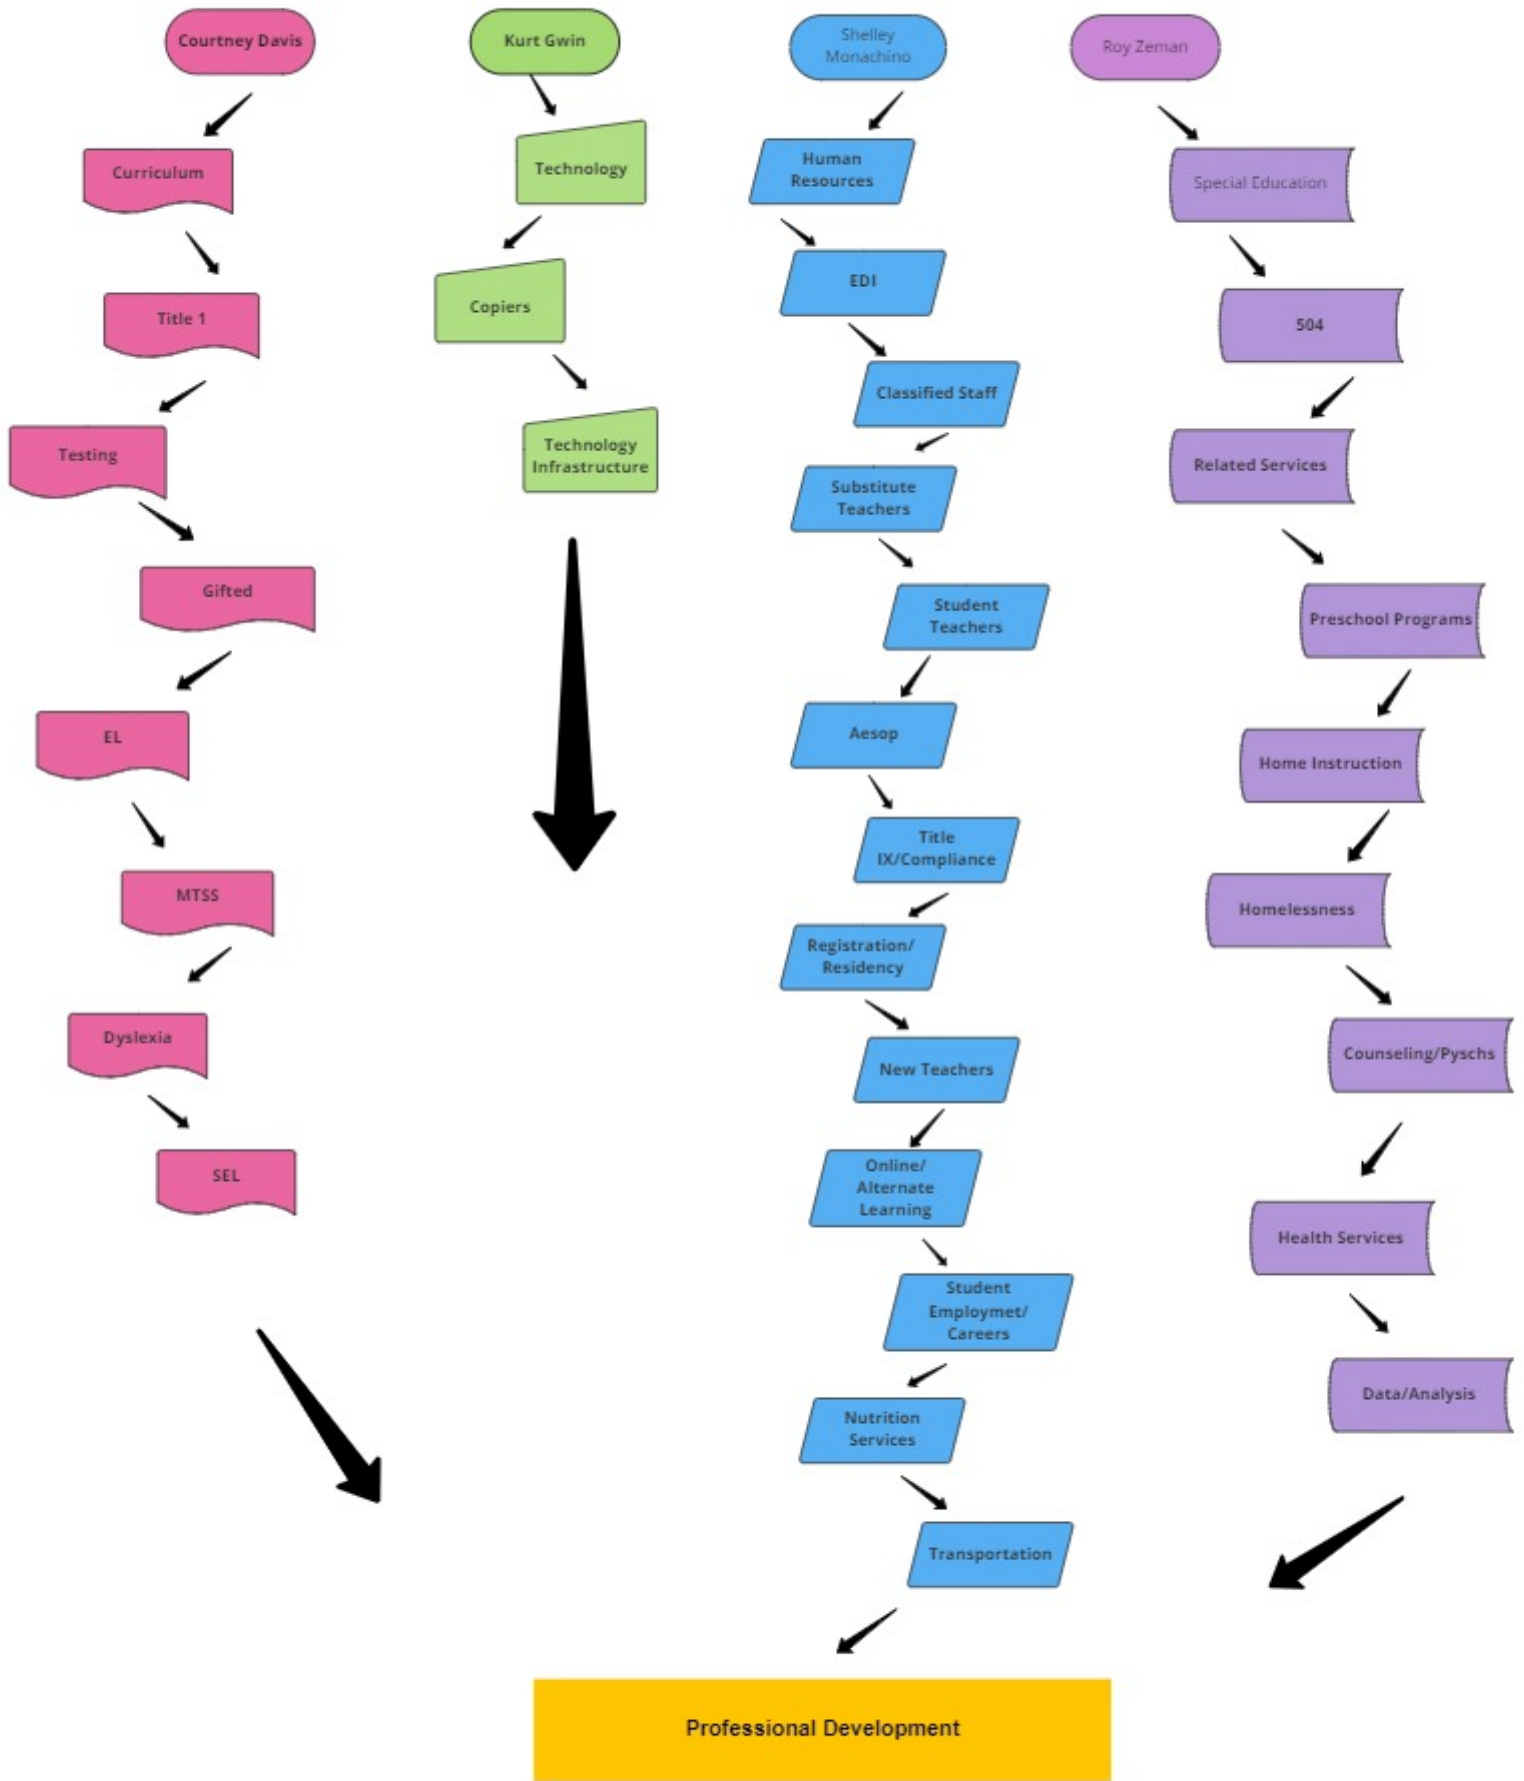 Courtney Davis
Curriculum
Title 1
Testing
Gifted
EL
MTSS
Dyslexia
SEL
Kurt Gwin
Technology
Copiers
Technology
Infrastructure
Shelley
Monachino
Human
Resources
EDI
Classified Staff
Substitute
Teachers
Student
Teachers
Aesop
Title
IX/Compliance
Registration/
Residency
New Teachers
Online/
Alternate
Learning
Student
Employmet/
Careers
Nutrition
Services
Transportation
Roy Zeman
Special Education
504
Related Services
Preschool Programs
Home Instruction
Homelessness
Counseling/Pyschs
Health Services
Data/Analysis
Professional Development